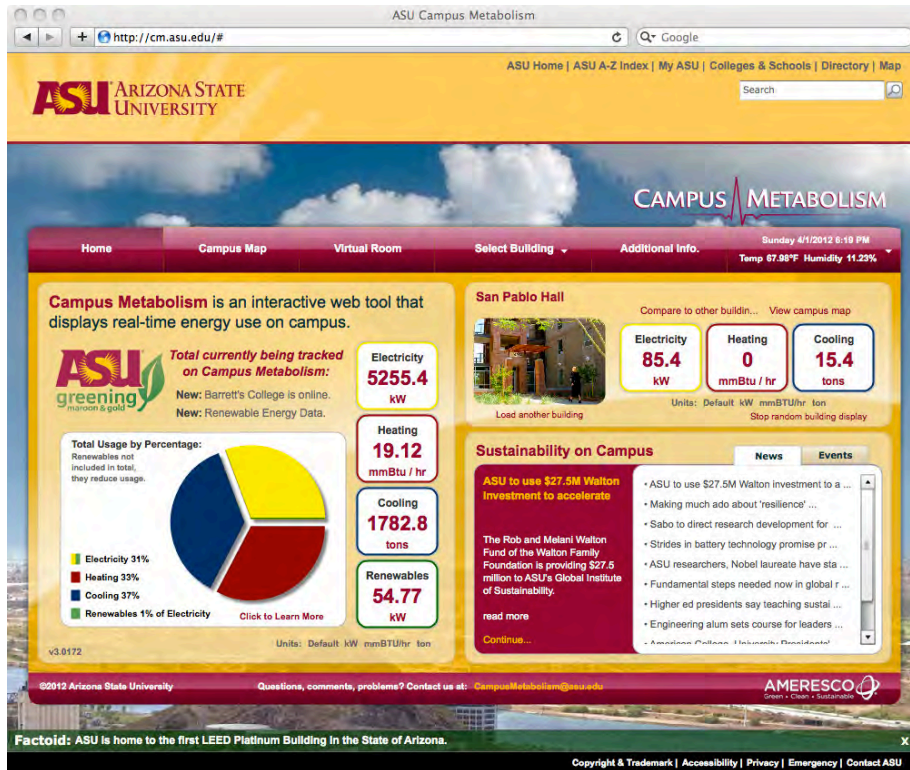 ASU Campus Metabolism
http://cm.asu.edu/#
Google
ASU Home | ASU A-Z Index | My ASU | Colleges & Schools | Directory | Map
Search
ASU ARIZONA STATE
UNIVERSITY
CAMPUS METABOLISM
Home
Campus Map
Virtual Room
Select Building
Additional Info.
Sunday 4/1/2012 6:19 PM
Temp 67.98°F Humidity 11.23%
Campus Metabolism is an interactive web tool that
displays real-time energy use on campus.
ASU
greening
maroon & gold
Total currently being tracked
on Campus Metabolism:
New: Barrett's College is online.
New: Renewable Energy Data.
Electricity
5255.4
kW
Heating
19.12
mmBtu / hr
Cooling
1782.8
tons
Renewables
54.77
kW
Total Usage by Percentage:
Renewables not
included in total,
they reduce usage.
Electricity 31%
Heating 33%
Cooling 37%
Renewables 1% of Electricity
Click to Learn More
Units: Default kW mmBTU/hr ton
v3.0172
San Pablo Hall
Compare to other buildin... View campus map
Load another building
Electricity
85.4
kW
Heating
0
mmBtu / hr
Cooling
15.4
tons
Units: Default kW mmBTU/hr ton
Stop random building display
Sustainability on Campus
News
Events
ASU to use $27.5M Walton
Investment to accelerate
The Rob and Melani Walton
Fund of the Walton Family
Foundation is providing $27.5
million to ASU's Global Institute
of Sustainability.
read more
Continue...
• ASU to use $27.5M Walton investment to a ...
• Making much ado about 'resilience' ...
• Sabo to direct research development for ...
• Strides in battery technology promise pr ...
• ASU researchers, Nobel laureate have sta ...
• Fundamental steps needed now in global r ...
• Higher ed presidents say teaching sustai ...
• Engineering alum sets course for leaders ...
• American College, University Presidents' ...
©2012 Arizona State University
Questions, comments, problems? Contact us at: CampusMetabolism@asu.edu
AMERESCO
Green • Clean • Sustainable
Factoid: ASU is home to the first LEED Platinum Building in the State of Arizona.
x
Copyright & Trademark | Accessibility | Privacy | Emergency | Contact ASU